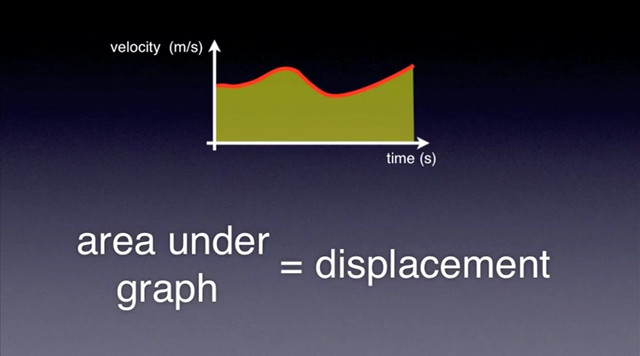 velocity (m/s)
time (s)
area under
graph
= displacement